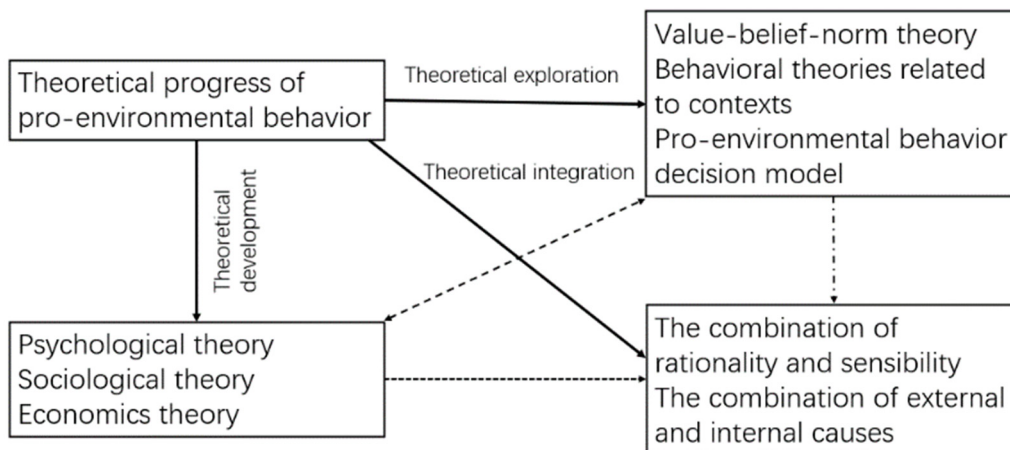 Theoretical progress of
pro-environmental behavior
Theoretical exploration
Value-belief-norm theory
Behavioral theories related
to contexts
Pro-environmental behavior
decision model
Theoretical integration
Theoretical
development
Psychological theory
Sociological theory
Economics theory
The combination of
rationality and sensibility
The combination of external
and internal causes